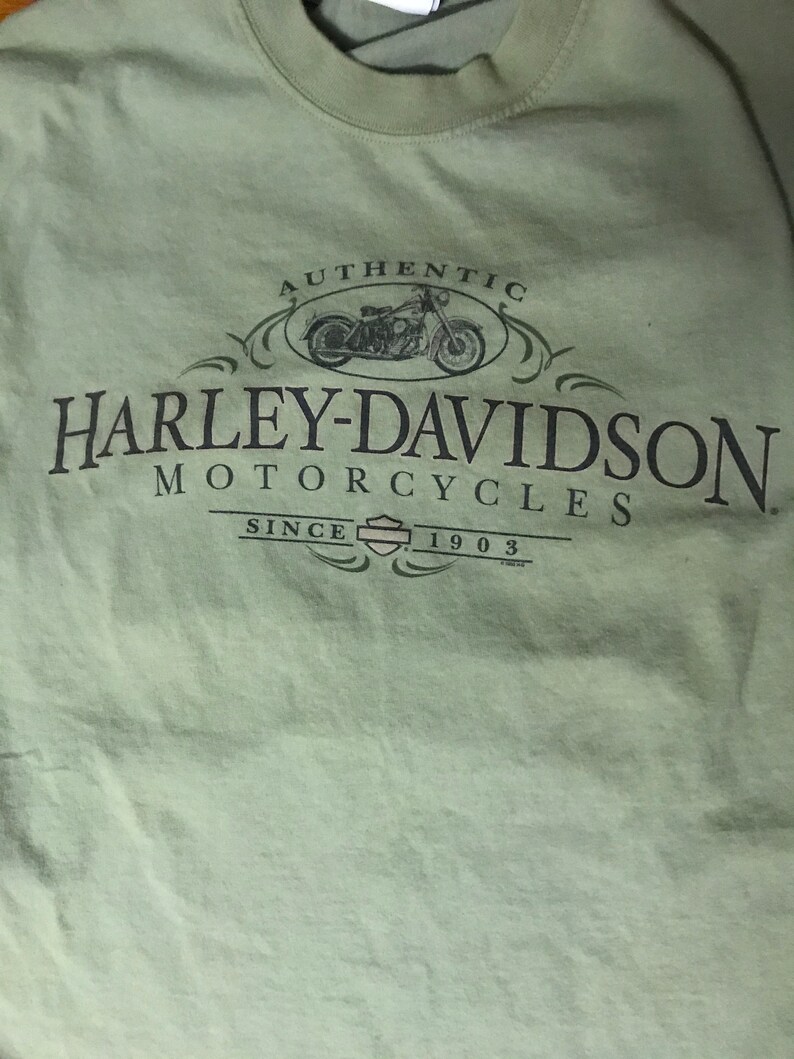 AUTHENTIC
HARLEY-DAVIDSON
MOTORCYCLES
SINCE 1903